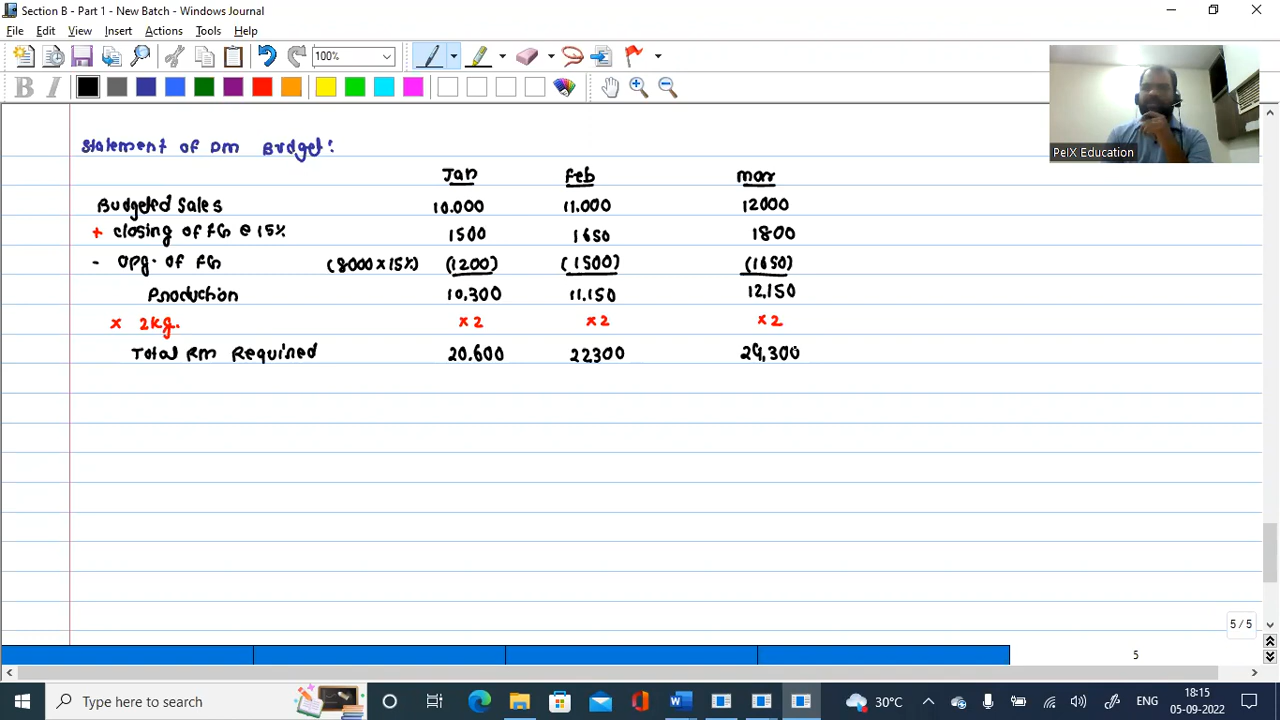 Section B - Part 1 - New Batch - Windows Journal
File Edit View Insert Actions Tools Help
100%
B I
PelX Education
Statement of DM Budget:
Jan Feb Mar
Budgeted Sales 10.000 11.000 12000
+ closing of FG @ 15% 1500 1650 1800
- opg. of FG (8000 x 15%) (1200) (1500) (1650)
Production 10.300 11.150 12.150
x 2kg. x 2 x 2 x 2
Total RM Required 20.600 22300 24,300
5 / 5
5
Type here to search
30°C ENG 18:15
05-09-2022